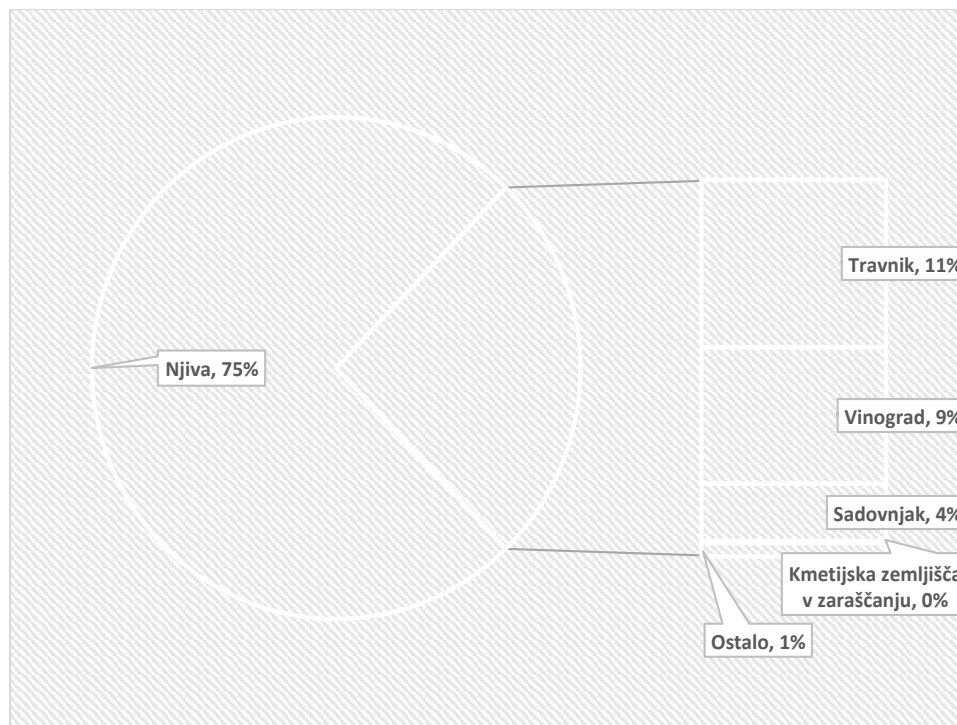 Travnik, 11%
Njiva, 75%
Vinograd, 9%
Sadovnjak, 4%
Kmetijska zemljišča
v zaraščanju, 0%
Ostalo, 1%